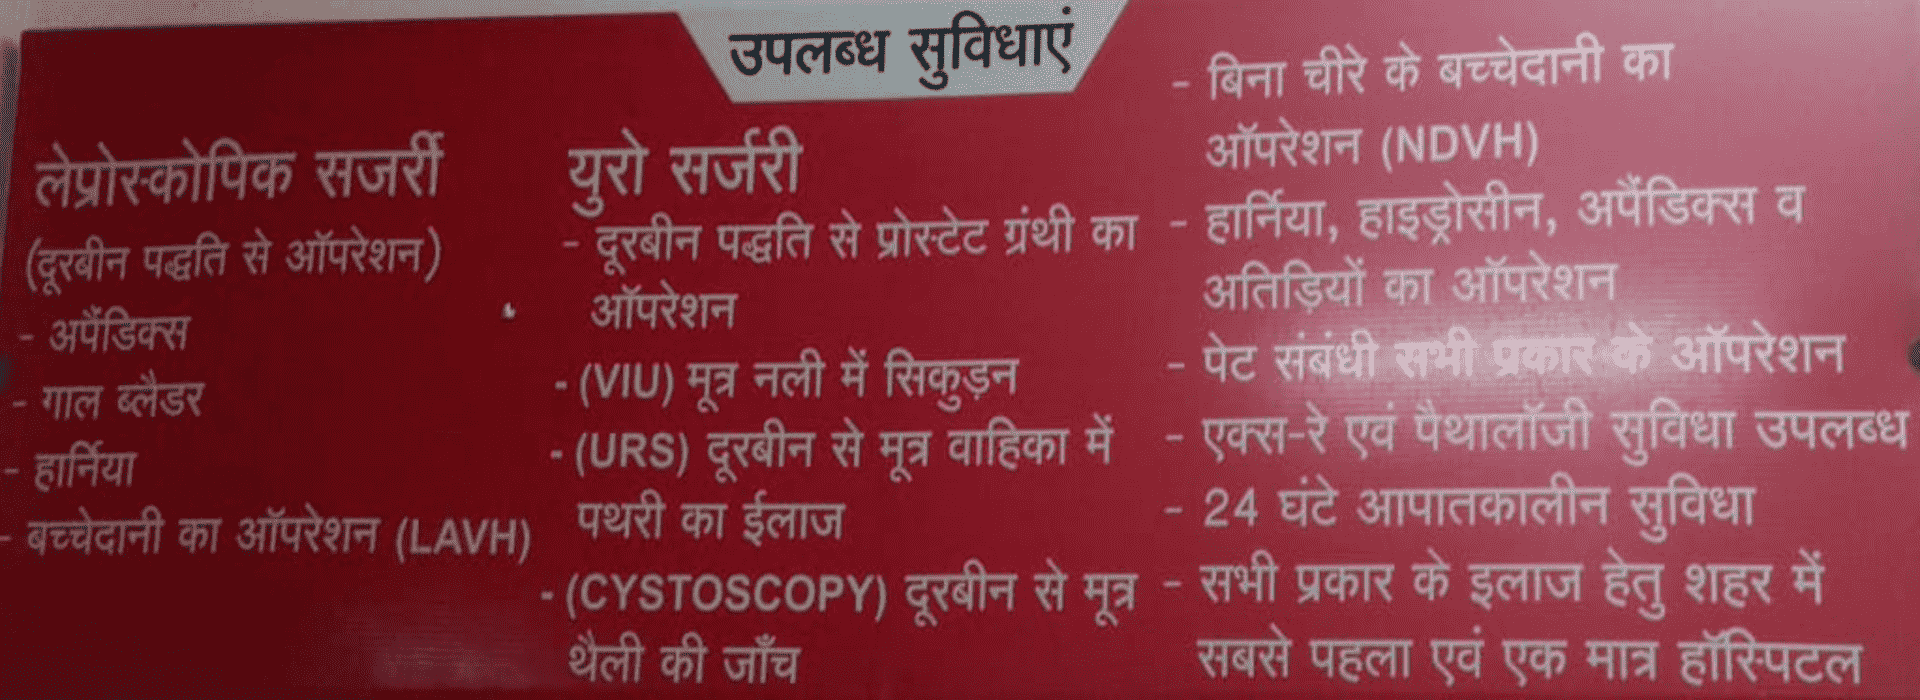 उपलब्ध सुविधाएं
लेप्रोस्कोपिक सजर्री
(दूरबीन पद्धति से ऑपरेशन)
- अपैंडिक्स
- गाल ब्लैडर
- हार्निया
- बच्चेदानी का ऑपरेशन (LAVH)
युरो सर्जरी
- दूरबीन पद्धति से प्रोस्टेट ग्रंथी का
ऑपरेशन
- (VIU) मूत्र नली में सिकुड़न
- (URS) दूरबीन से मूत्र वाहिका में
पथरी का ईलाज
- (CYSTOSCOPY) दूरबीन से मूत्र
थैली की जाँच
- बिना चीरे के बच्चेदानी का
ऑपरेशन (NDVH)
- हार्निया, हाइड्रोसीन, अपैंडिक्स व
अतिड़ियों का ऑपरेशन
- पेट संबंधी सभी प्रकार के ऑपरेशन
- एक्स-रे एवं पैथालॉजी सुविधा उपलब्ध
- 24 घंटे आपातकालीन सुविधा
- सभी प्रकार के इलाज हेतु शहर में
सबसे पहला एवं एक मात्र हॉस्पिटल